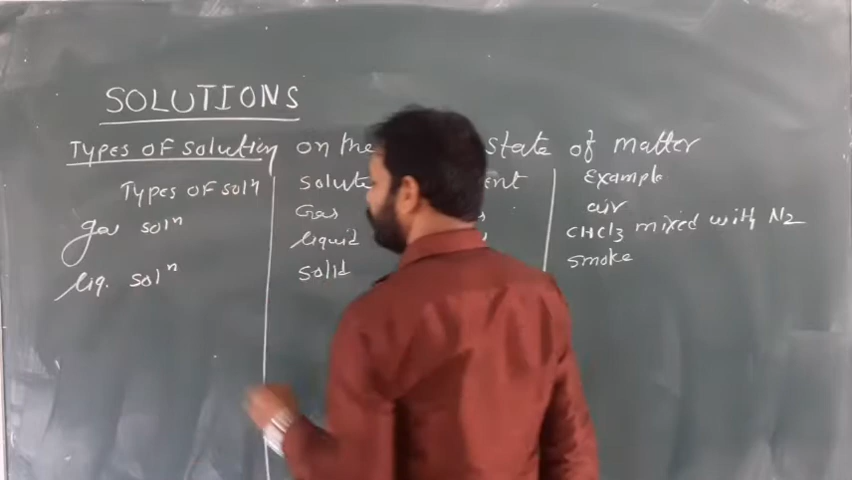 SOLUTIONS
Types of solution on the state of matter
Types of soln solute ent Example
gas soln Gas s air
liquid CHCl3 mixed with N2
liq. soln solid smoke